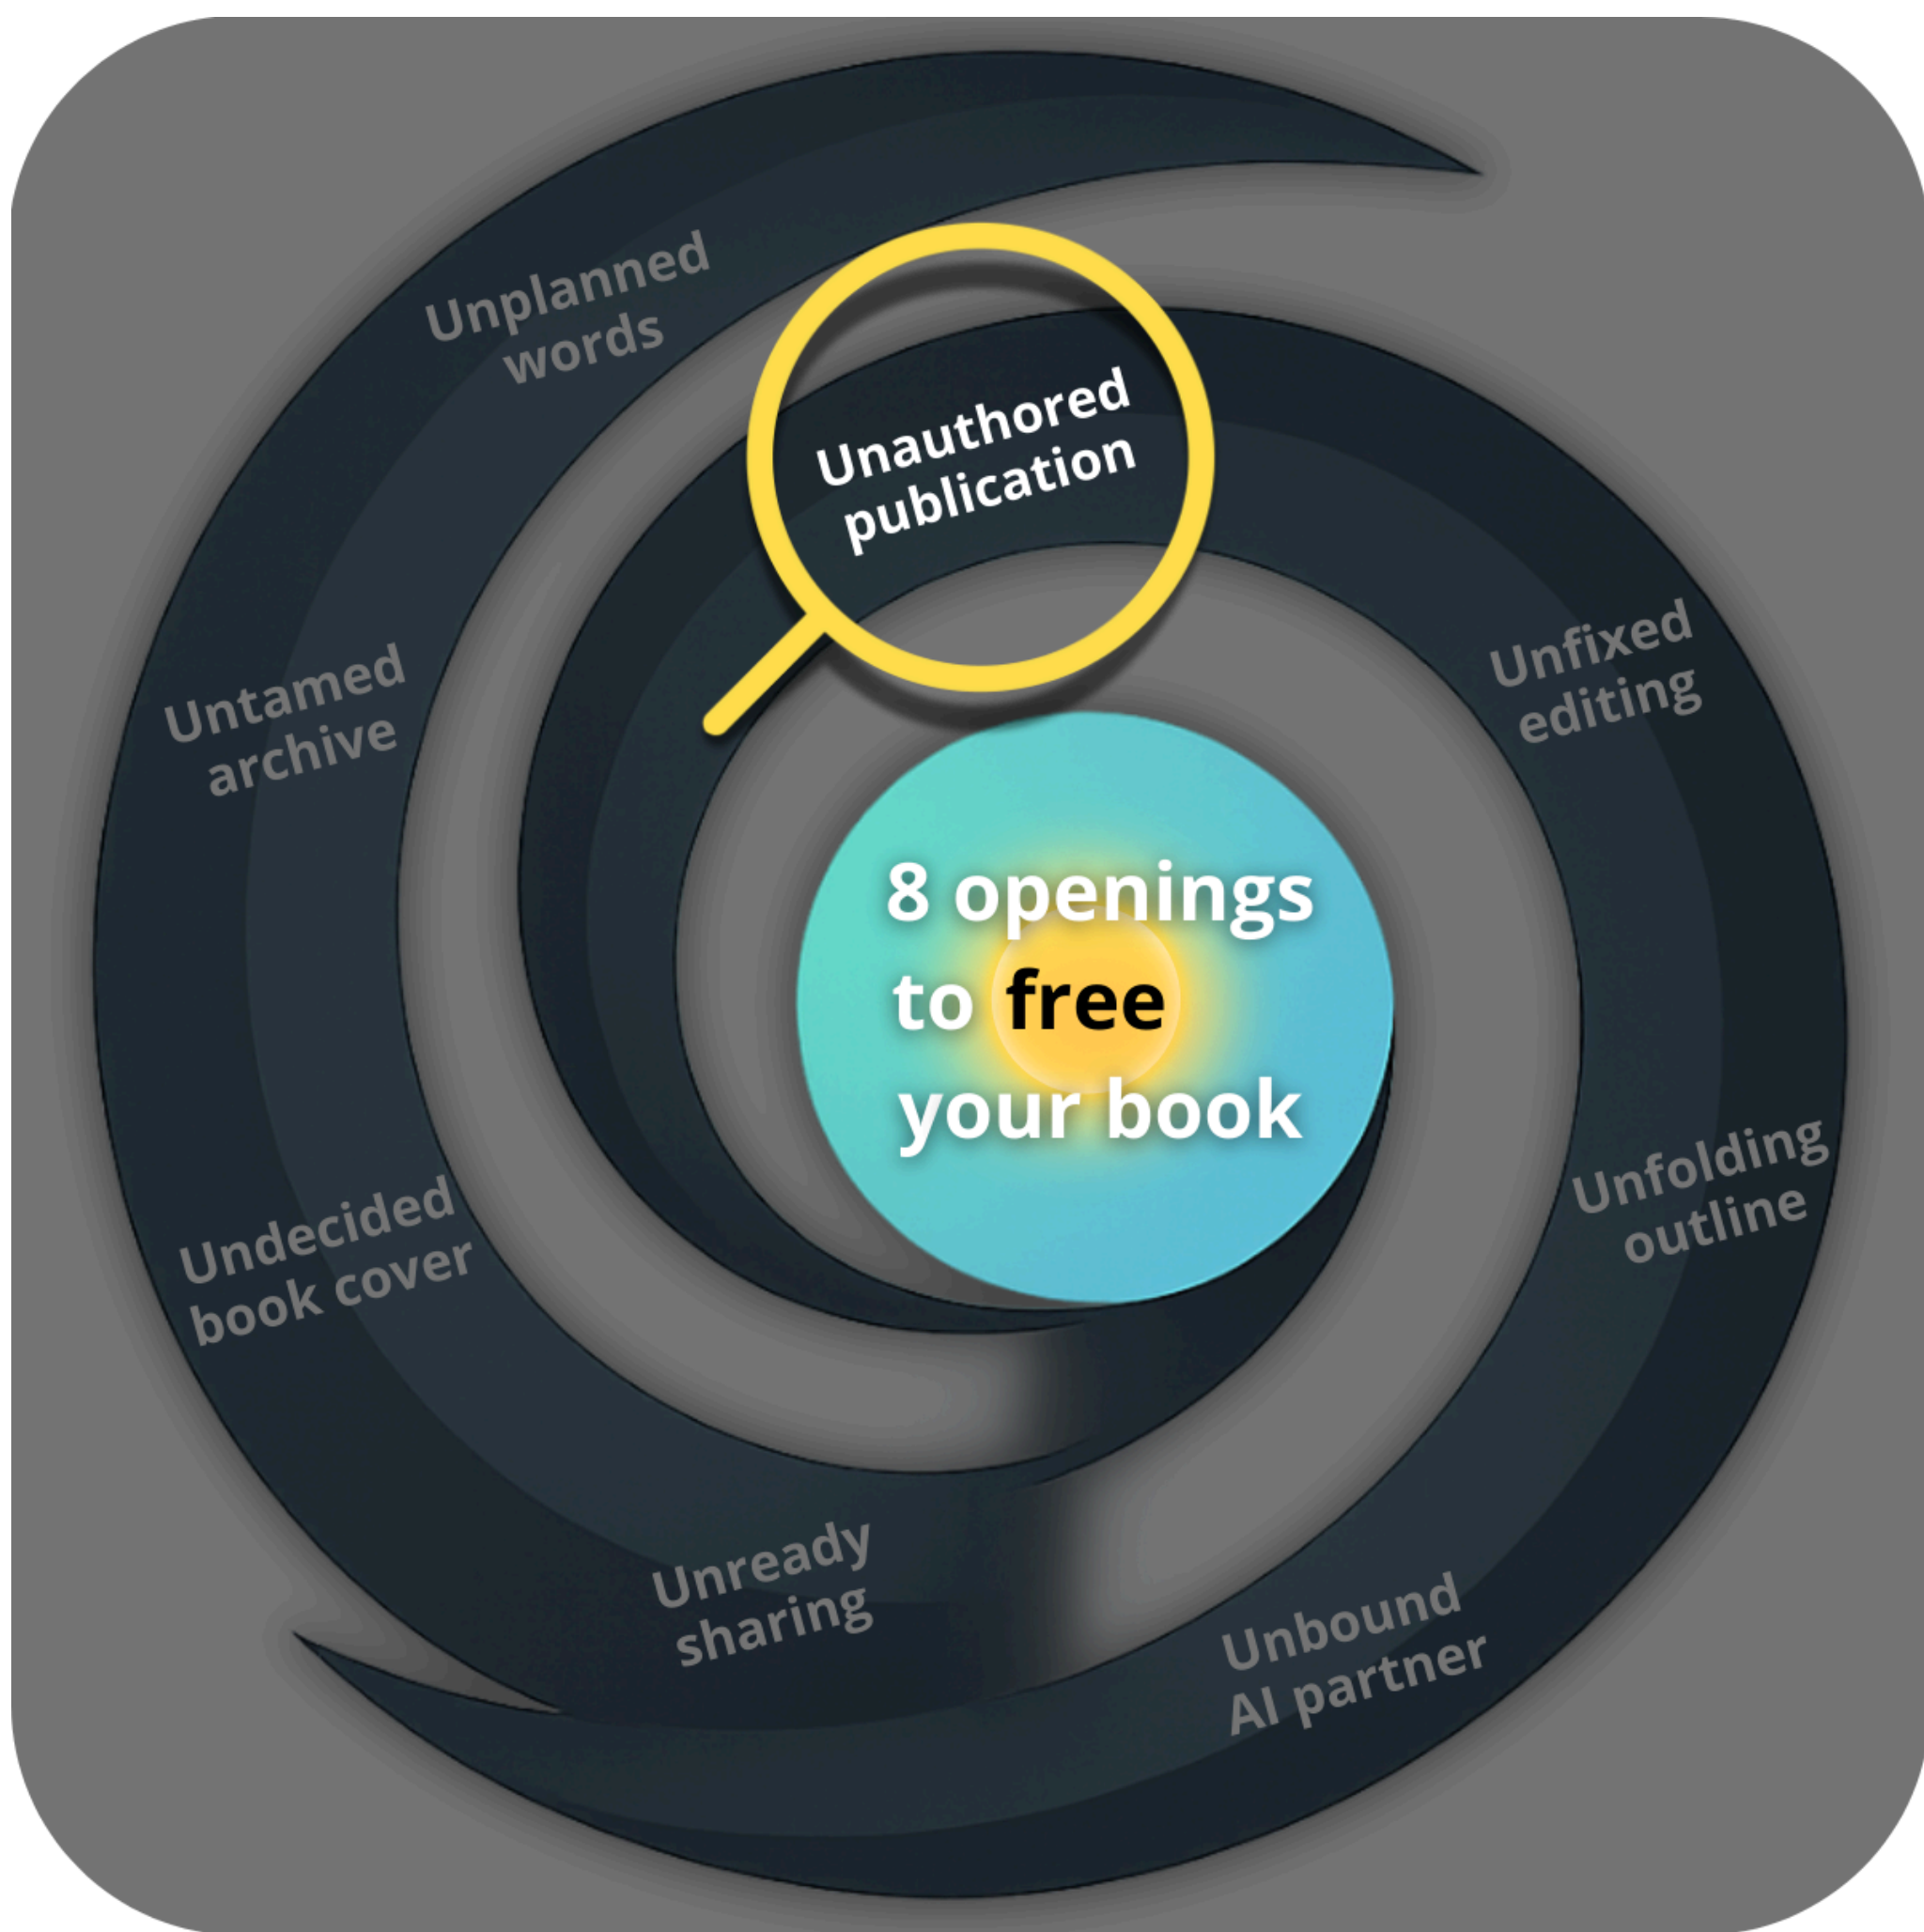 Unplanned
words
Unauthored
publication
Untamed
archive
Unfixed
editing
8 openings
to free
your book
Undecided
book cover
Unfolding
outline
Unready
sharing
Unbound
AI partner